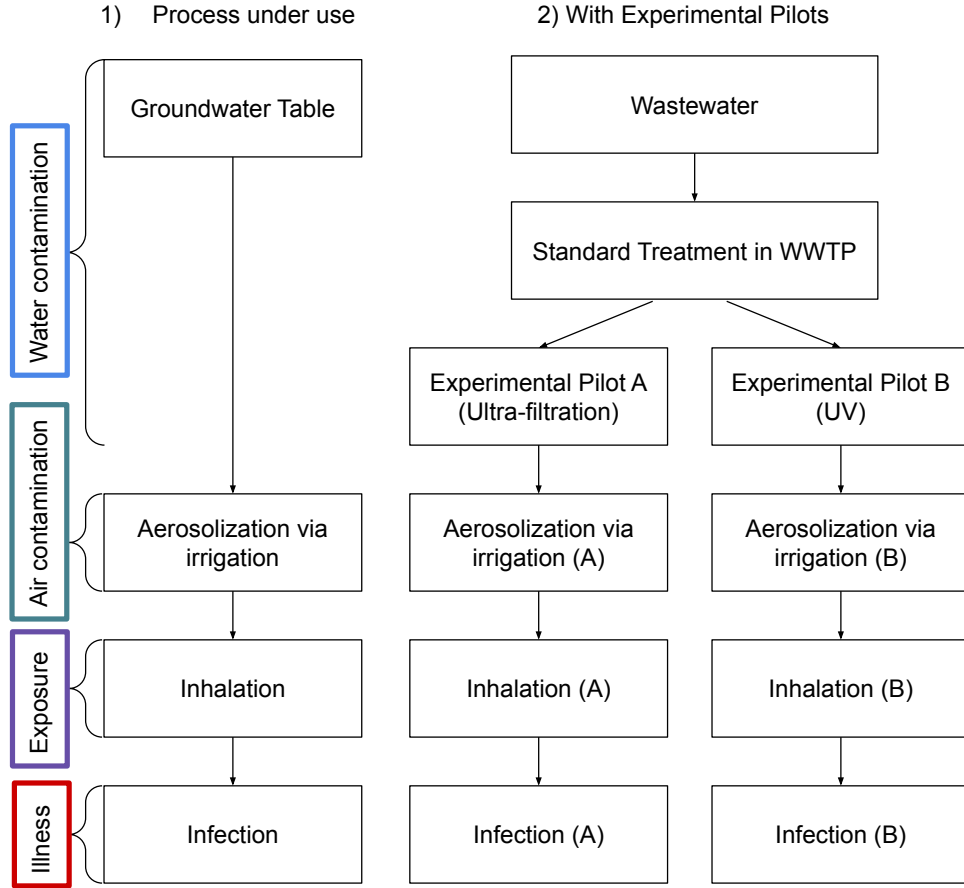 1) Process under use
2) With Experimental Pilots
Water contamination
Air contamination
Exposure
Illness
Groundwater Table
Aerosolization via
irrigation
Inhalation
Infection
Wastewater
Standard Treatment in WWTP
Experimental Pilot A
(Ultra-filtration)
Aerosolization via
irrigation (A)
Inhalation (A)
Infection (A)
Experimental Pilot B
(UV)
Aerosolization via
irrigation (B)
Inhalation (B)
Infection (B)